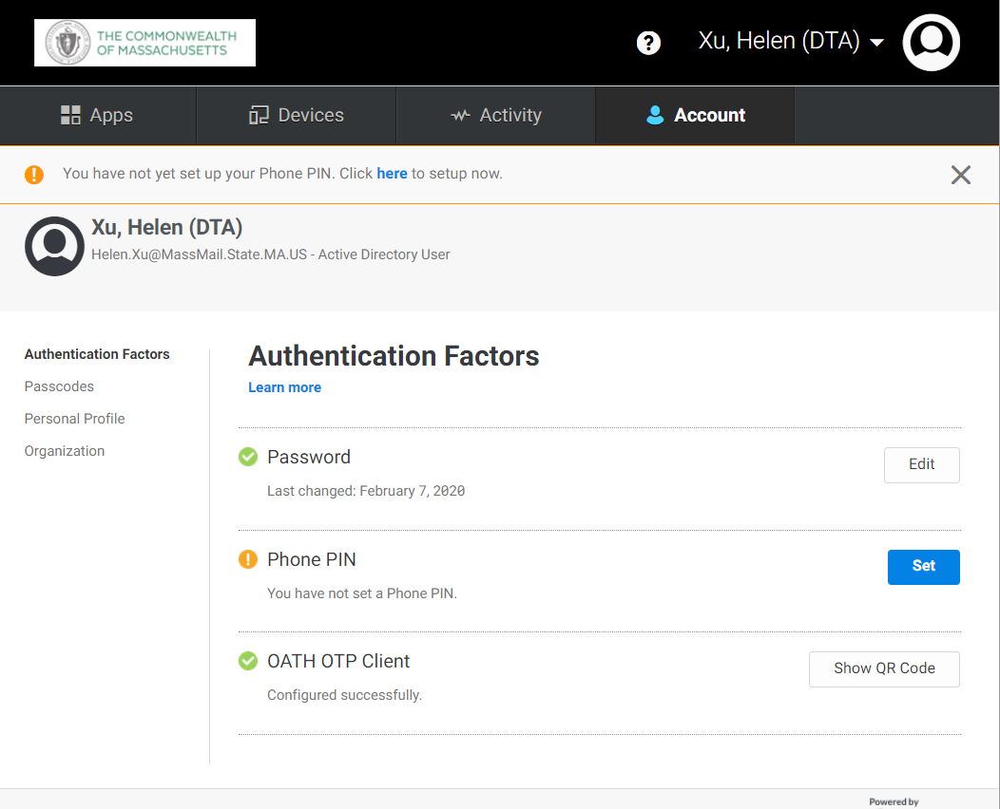 THE COMMONWEALTH
OF MASSACHUSETTS
? Xu, Helen (DTA)
Apps Devices Activity Account
! You have not yet set up your Phone PIN. Click here to setup now.
Xu, Helen (DTA)
Helen.Xu@MassMail.State.MA.US - Active Directory User
Authentication Factors
Passcodes
Personal Profile
Organization
Authentication Factors
Learn more
Password
Edit
Last changed: February 7, 2020
! Phone PIN
Set
You have not set a Phone PIN.
OATH OTP Client
Show QR Code
Configured successfully.
Powered by